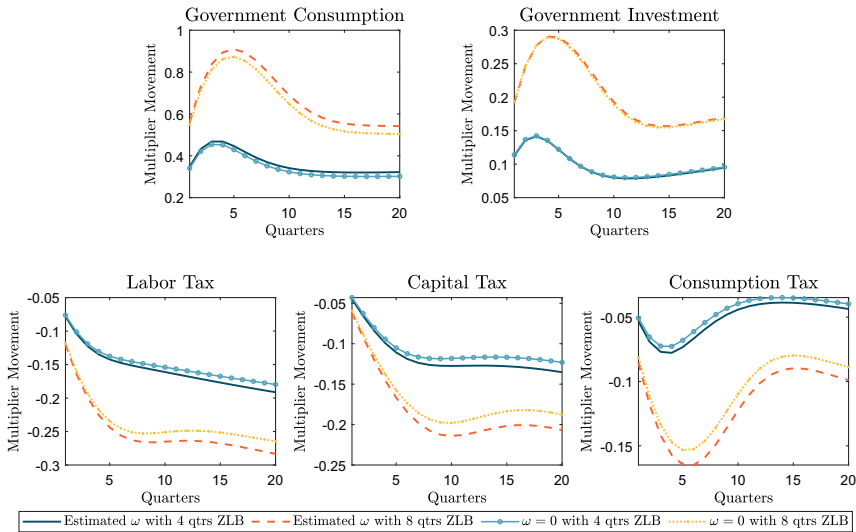 Government Consumption
1
0.8
0.6
0.4
0.2
Multiplier Movement
5
10
15
20
Quarters
Government Investment
0.3
0.25
0.2
0.15
0.1
0.05
Multiplier Movement
5
10
15
20
Quarters
Labor Tax
-0.05
-0.1
-0.15
-0.2
-0.25
-0.3
Multiplier Movement
5
10
15
20
Quarters
Capital Tax
-0.05
-0.1
-0.15
-0.2
-0.25
Multiplier Movement
5
10
15
20
Quarters
Consumption Tax
-0.05
-0.1
-0.15
Multiplier Movement
5
10
15
20
Quarters
Estimated ω with 4 qtrs ZLB
Estimated ω with 8 qtrs ZLB
ω = 0 with 4 qtrs ZLB
ω = 0 with 8 qtrs ZLB